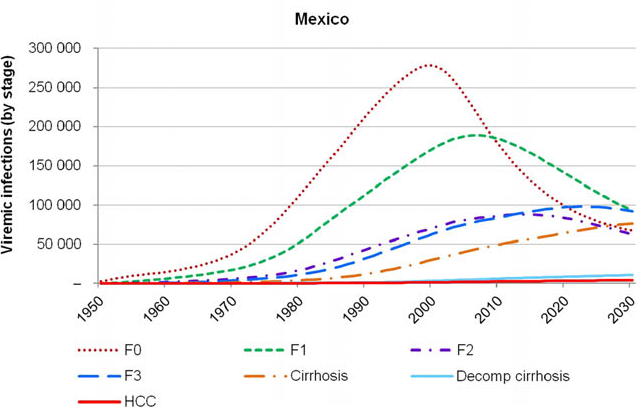 Mexico
Viremic infections (by stage)
300 000
250 000
200 000
150 000
100 000
50 000
–
1950
1960
1970
1980
1990
2000
2010
2020
2030
F0
F1
F2
F3
Cirrhosis
Decomp cirrhosis
HCC